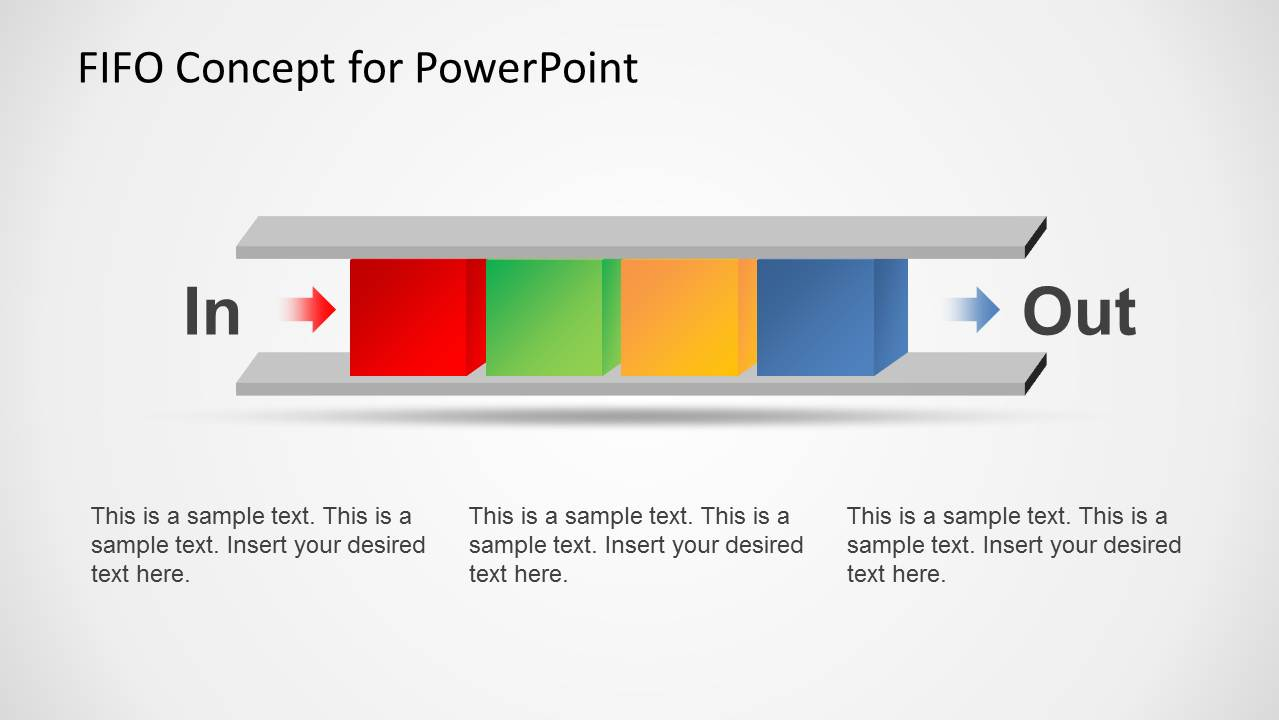 FIFO Concept for PowerPoint
In
Out
This is a sample text. This is a
sample text. Insert your desired
text here.
This is a sample text. This is a
sample text. Insert your desired
text here.
This is a sample text. This is a
sample text. Insert your desired
text here.